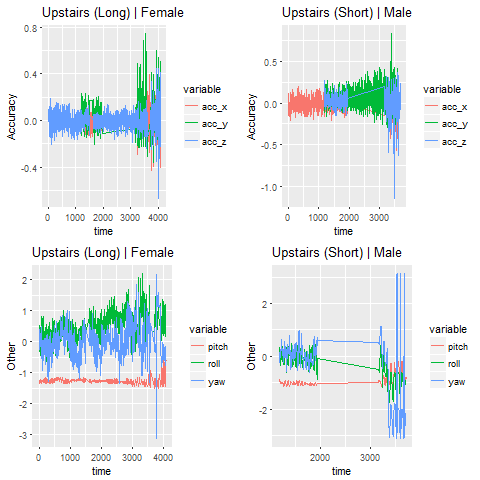 Upstairs (Long) | Female
Accuracy
0.8
0.4
0.0
-0.4
0 1000 2000 3000 4000
time
variable
acc_x
acc_y
acc_z
Upstairs (Short) | Male
Accuracy
0.5
0.0
-0.5
-1.0
0 1000 2000 3000
time
variable
acc_x
acc_y
acc_z
Upstairs (Long) | Female
Other
2
1
0
-1
-2
-3
0 1000 2000 3000 4000
time
variable
pitch
roll
yaw
Upstairs (Short) | Male
Other
2
0
-2
2000 3000
time
variable
pitch
roll
yaw